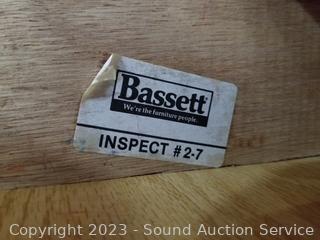 Bassett
We're the furniture people.
INSPECT #2-7
Copyright 2023 - Sound Auction Service